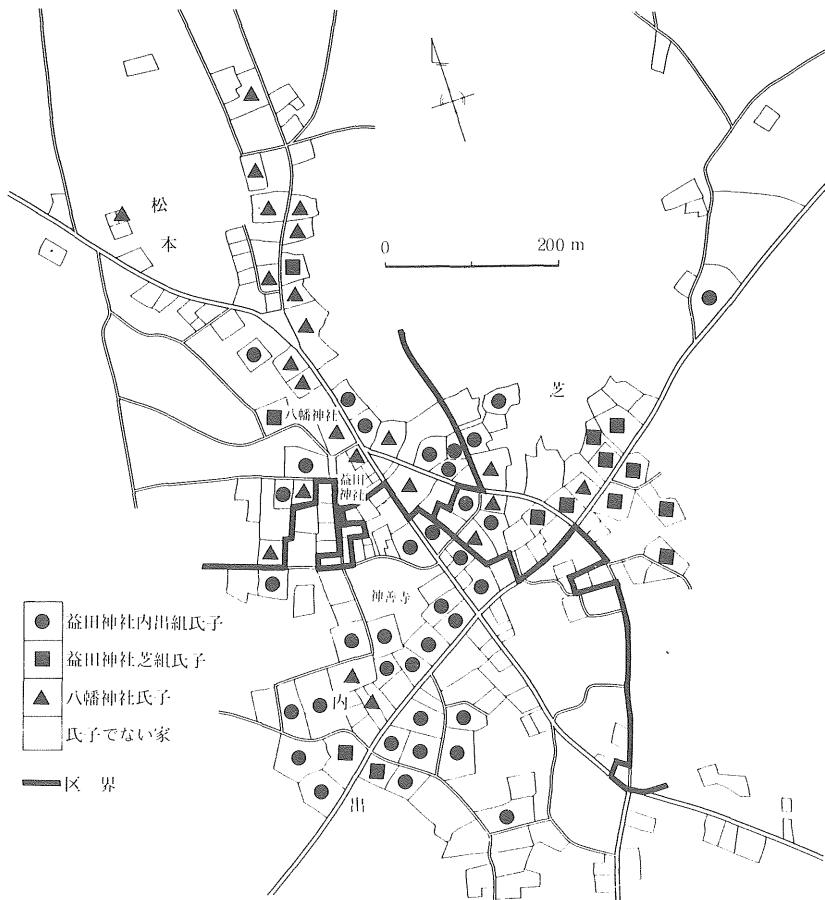 松
本
0 200 m
芝
八幡神社
益田
神社
神善寺
内
出
益田神社内出組氏子
益田神社芝組氏子
八幡神社氏子
氏子でない家
区 界